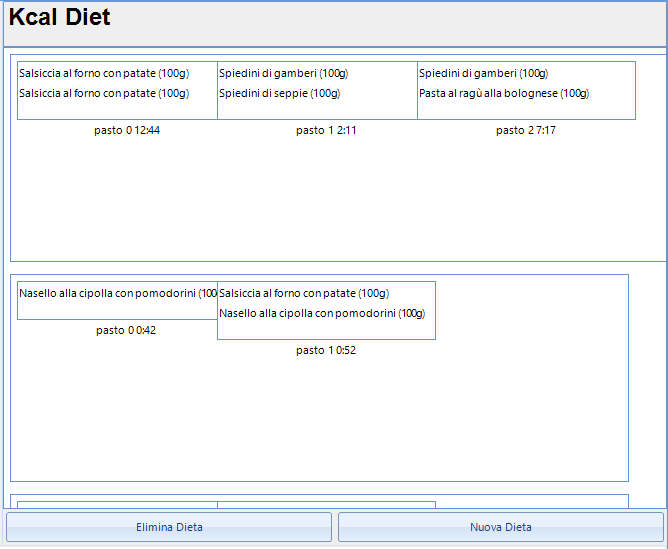 Kcal Diet
Salsiccia al forno con patate (100g)
Salsiccia al forno con patate (100g)
pasto 0 12:44
Spiedini di gamberi (100g)
Spiedini di seppie (100g)
pasto 1 2:11
Spiedini di gamberi (100g)
Pasta al ragù alla bolognese (100g)
pasto 2 7:17
Nasello alla cipolla con pomodorini (100
pasto 0 0:42
Salsiccia al forno con patate (100g)
Nasello alla cipolla con pomodorini (100g)
pasto 1 0:52
Elimina Dieta
Nuova Dieta